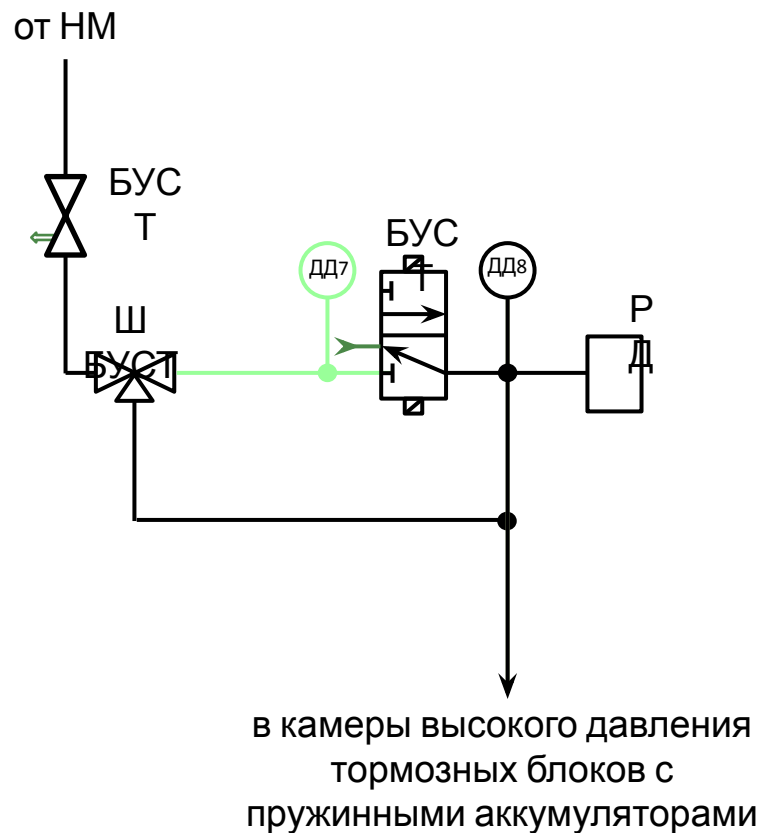 от НМ
БУС
Т
БУС
Т
ДД7
ДД8
Ш
БУСТ
Р
Д
в камеры высокого давления
тормозных блоков с
пружинными аккумуляторами